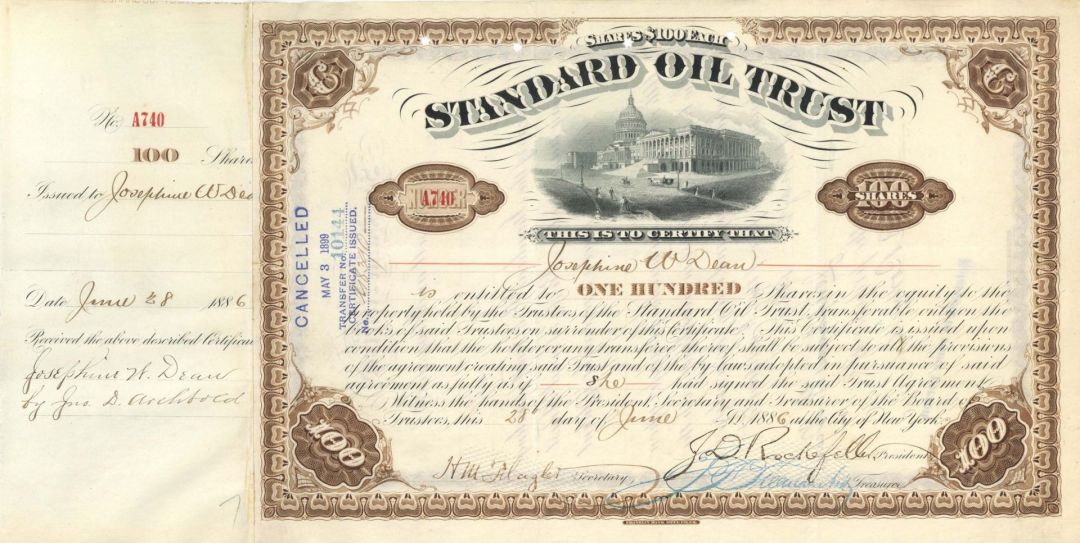 No. A740
100 Shares
Issued to Josephine W Dean
Date June 28 1886
Received the above described Certificate
Josephine W. Dean
by Jno. D. Archbold
SHARES $100 EACH
STANDARD OIL TRUST
A740
100
SHARES
THIS IS TO CERTIFY THAT
Josephine W Dean
is entitled to ONE HUNDRED Shares in the equity to the
property held by the Trustees of the Standard Oil Trust, transferable only on the
books of said Trustees on surrender of this Certificate. This Certificate is issued upon
condition that the holder or any transferee thereof shall be subject to all the provisions
of the agreement creating said Trust and of the by-laws adopted in pursuance of said
agreement as fully as if she had signed the said Trust Agreement.
Witness the hands of the President, Secretary and Treasurer of the Board of
Trustees, this 28 day of June A.D. 1886 at the City of New York.
H M Flagler Secretary. J D Rockefeller President
Treasurer
CANCELLED
MAY 3 1899
TRANSFER NO. 10144
CERTIFICATE ISSUED.
No.
100
100